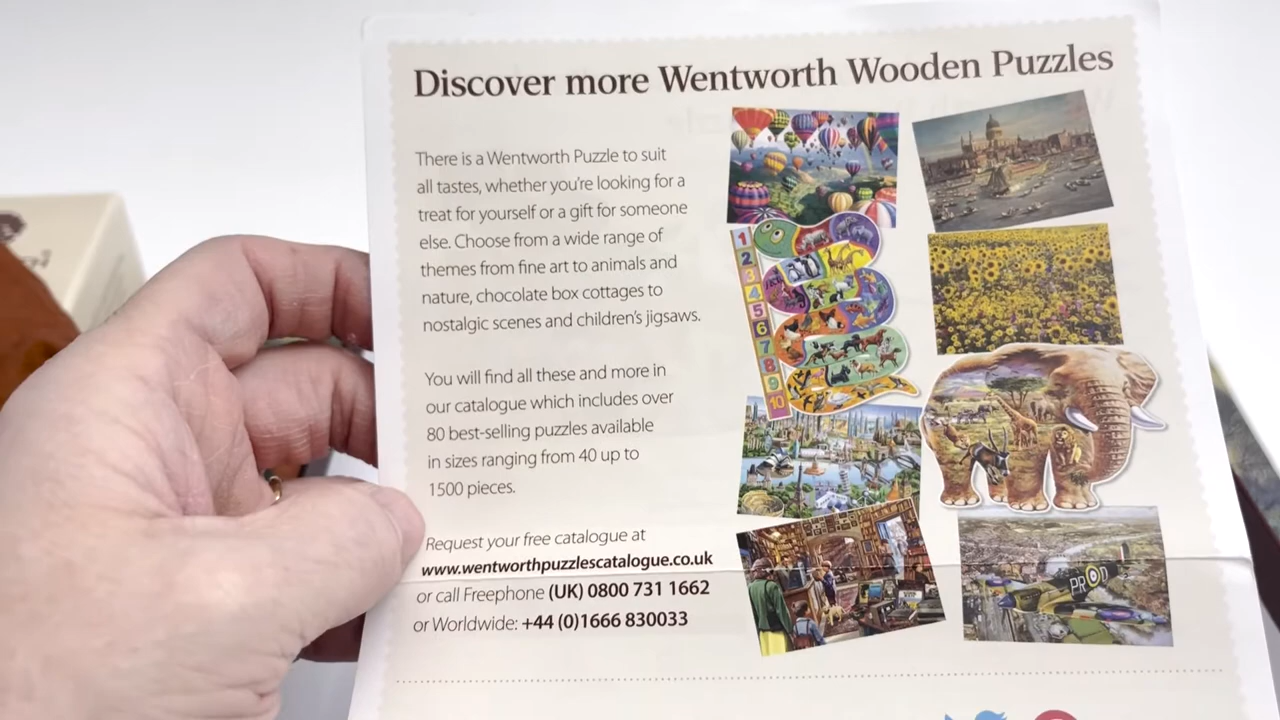 Discover more Wentworth Wooden Puzzles
There is a Wentworth Puzzle to suit
all tastes, whether you're looking for a
treat for yourself or a gift for someone
else. Choose from a wide range of
themes from fine art to animals and
nature, chocolate box cottages to
nostalgic scenes and children's jigsaws.
You will find all these and more in
our catalogue which includes over
80 best-selling puzzles available
in sizes ranging from 40 up to
1500 pieces.
Request your free catalogue at
www.wentworthpuzzlescatalogue.co.uk
or call Freephone (UK) 0800 731 1662
or Worldwide: +44 (0)1666 830033
1
2
3
4
5
6
7
8
9
10
PR D